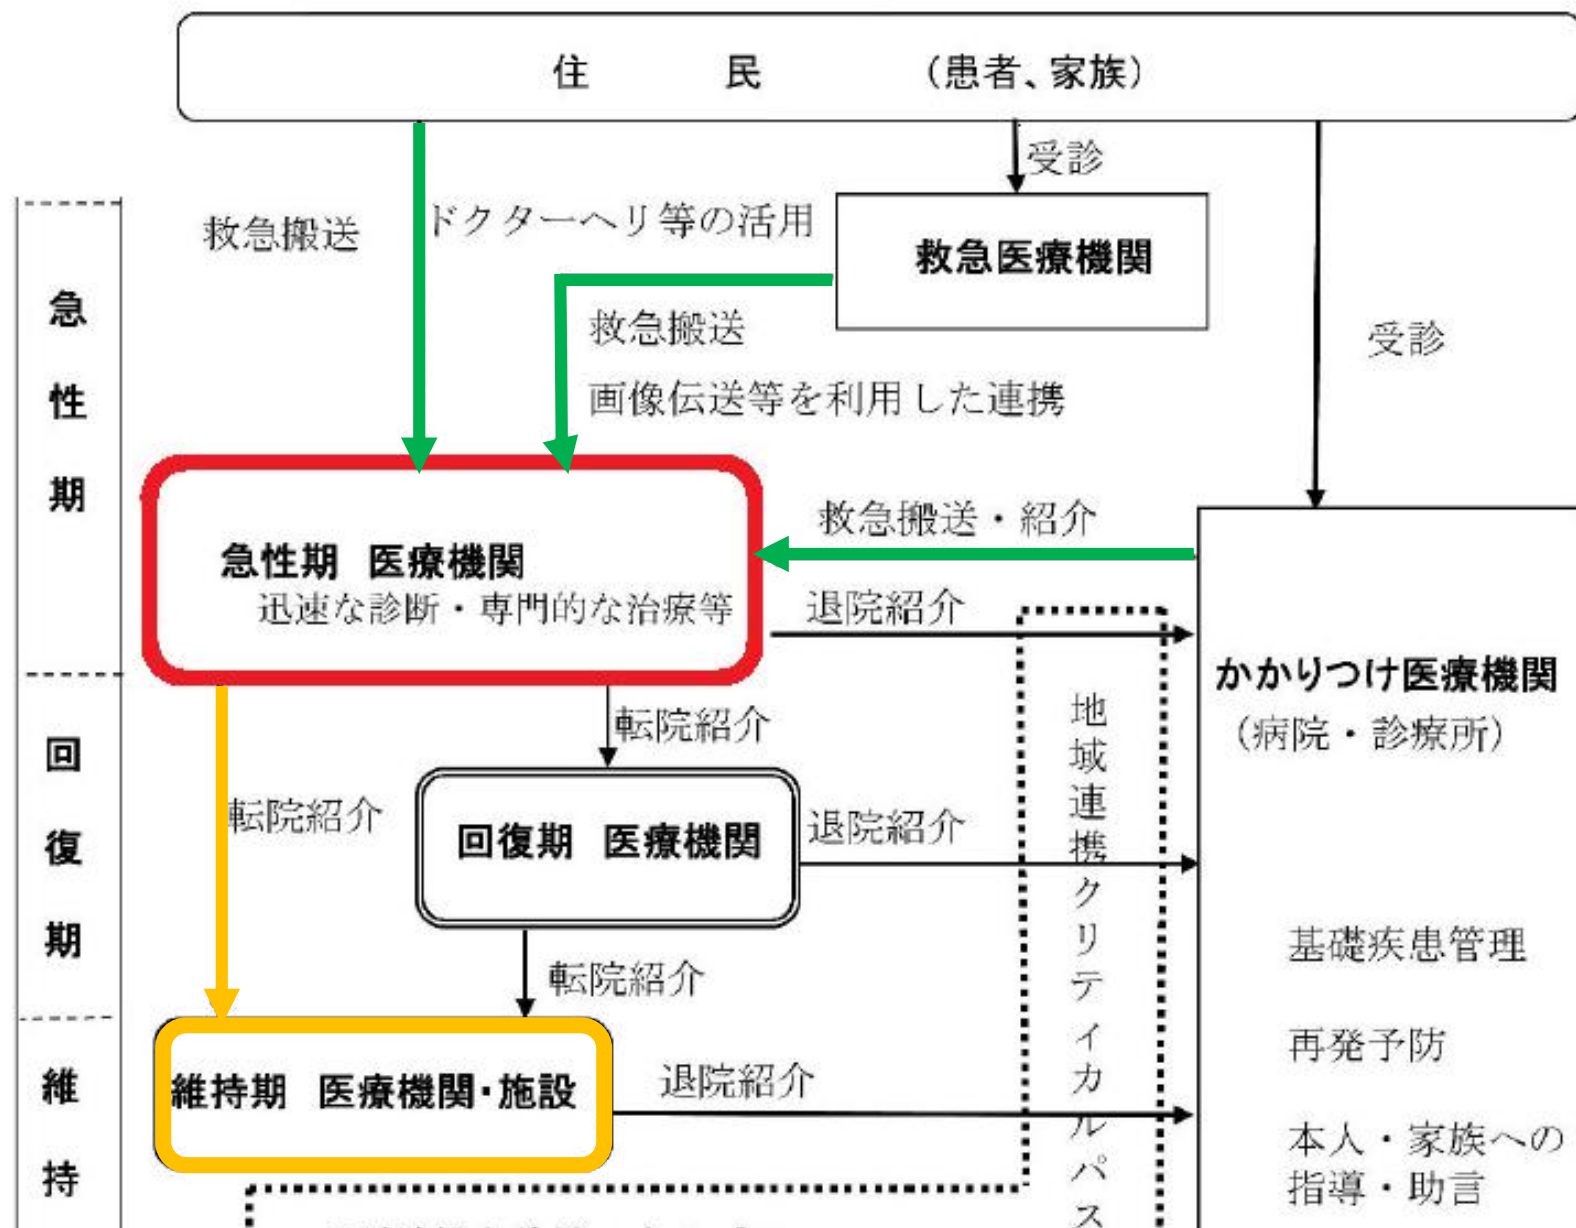 住 民 （患者、家族）
受診
救急搬送
ドクターヘリ等の活用
救急医療機関
急性期
救急搬送
画像伝送等を利用した連携
受診
救急搬送・紹介
急性期 医療機関
迅速な診断・専門的な治療等
退院紹介
かかりつけ医療機関
（病院・診療所）
地域連携クリティカルパス
転院紹介
回復期
転院紹介
回復期 医療機関
退院紹介
基礎疾患管理
転院紹介
再発予防
維持
維持期 医療機関・施設
退院紹介
本人・家族への
指導・助言